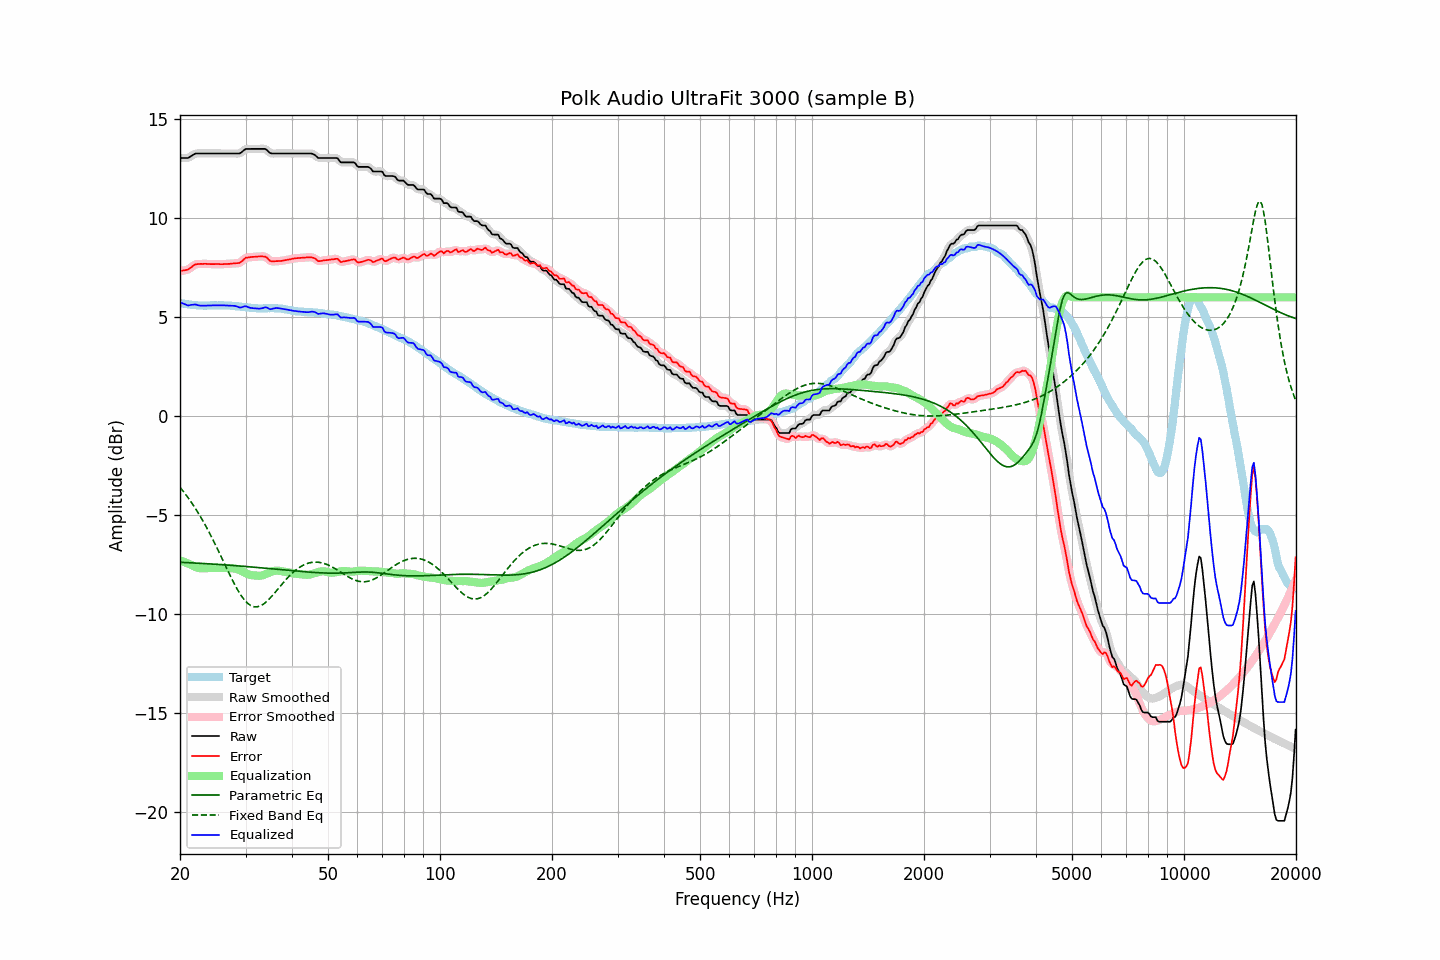 Polk Audio UltraFit 3000 (sample B)
15
10
5
0
−5
−10
−15
−20
Amplitude (dBr)
Target
Raw Smoothed
Error Smoothed
Raw
Error
Equalization
Parametric Eq
Fixed Band Eq
Equalized
20 50 100 200 500 1000 2000 5000 10000 20000
Frequency (Hz)